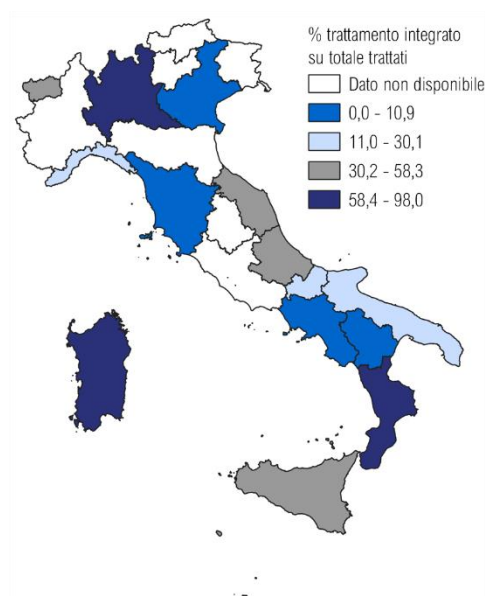 % trattamento integrato
su totale trattati
Dato non disponibile
0,0 - 10,9
11,0 - 30,1
30,2 - 58,3
58,4 - 98,0